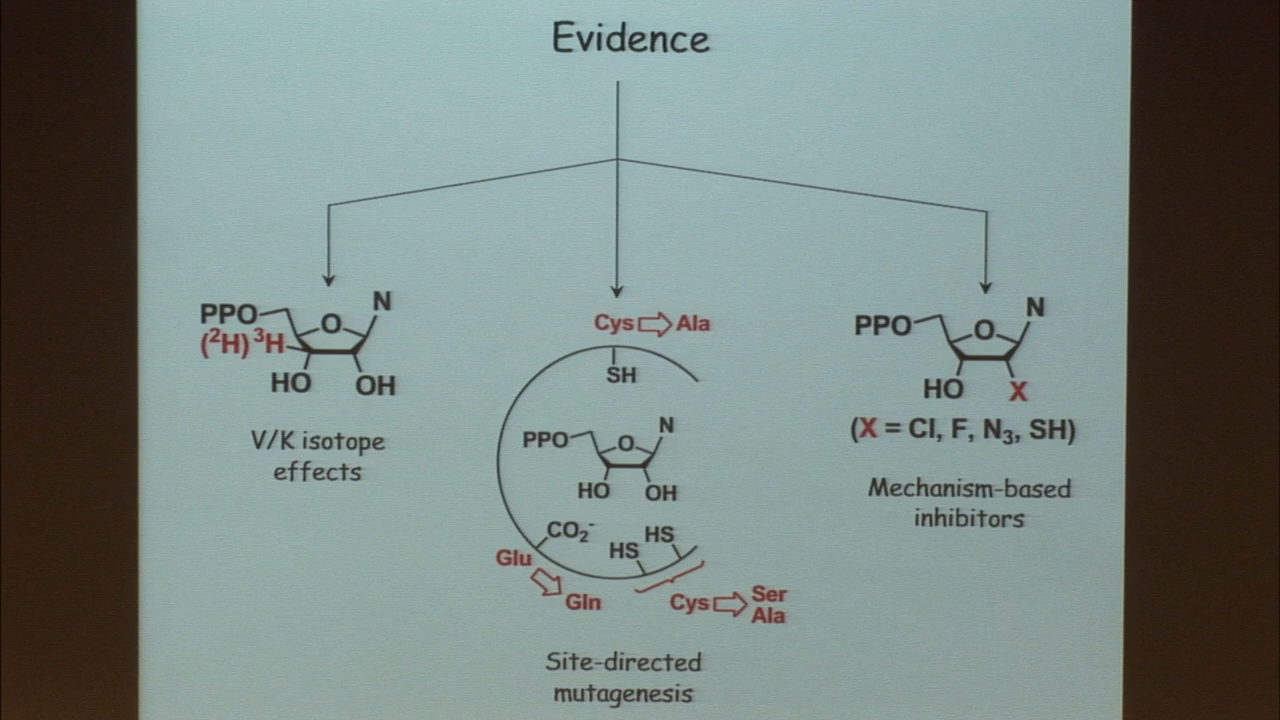 Evidence
PPO
O
N
(²H) ³H
HO
OH
V/K isotope
effects
Cys ⇨ Ala
SH
PPO
O
N
HO
OH
CO₂⁻
HS
HS
Glu
Gln
Cys ⇨ Ser
Ala
Site-directed
mutagenesis
PPO
O
N
HO
X
(X = Cl, F, N₃, SH)
Mechanism-based
inhibitors